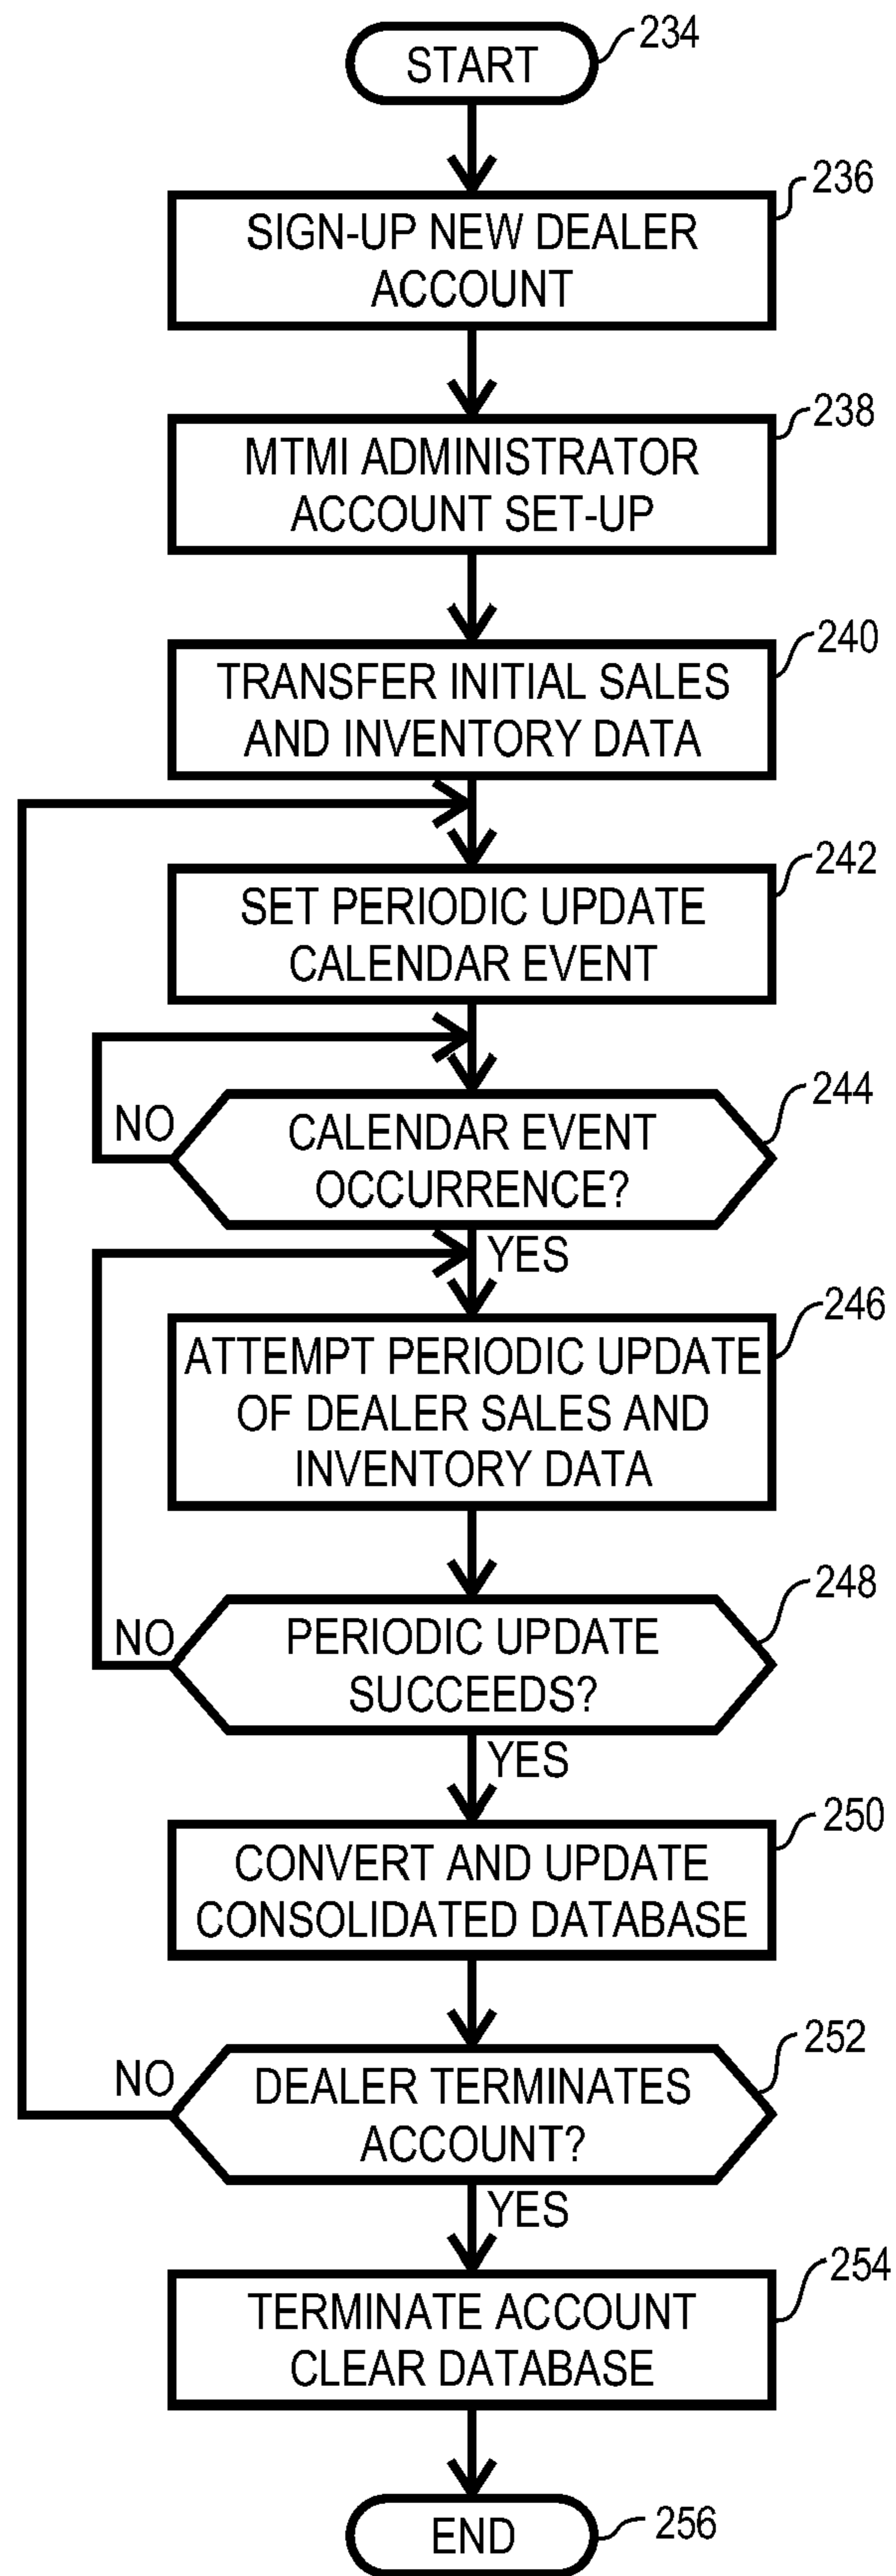 START
234
236
SIGN-UP NEW DEALER
ACCOUNT
238
MTMI ADMINISTRATOR
ACCOUNT SET-UP
240
TRANSFER INITIAL SALES
AND INVENTORY DATA
242
SET PERIODIC UPDATE
CALENDAR EVENT
244
NO
CALENDAR EVENT
OCCURRENCE?
YES
246
ATTEMPT PERIODIC UPDATE
OF DEALER SALES AND
INVENTORY DATA
248
NO
PERIODIC UPDATE
SUCCEEDS?
YES
250
CONVERT AND UPDATE
CONSOLIDATED DATABASE
252
NO
DEALER TERMINATES
ACCOUNT?
YES
254
TERMINATE ACCOUNT
CLEAR DATABASE
END
256